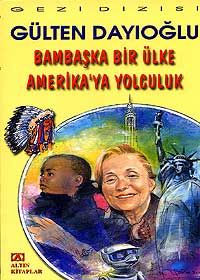 GEZİ DİZİSİ
GÜLTEN DAYIOĞLU
BAMBAŞKA BİR ÜLKE
AMERİKA'YA YOLCULUK
ALTIN
KİTAPLAR